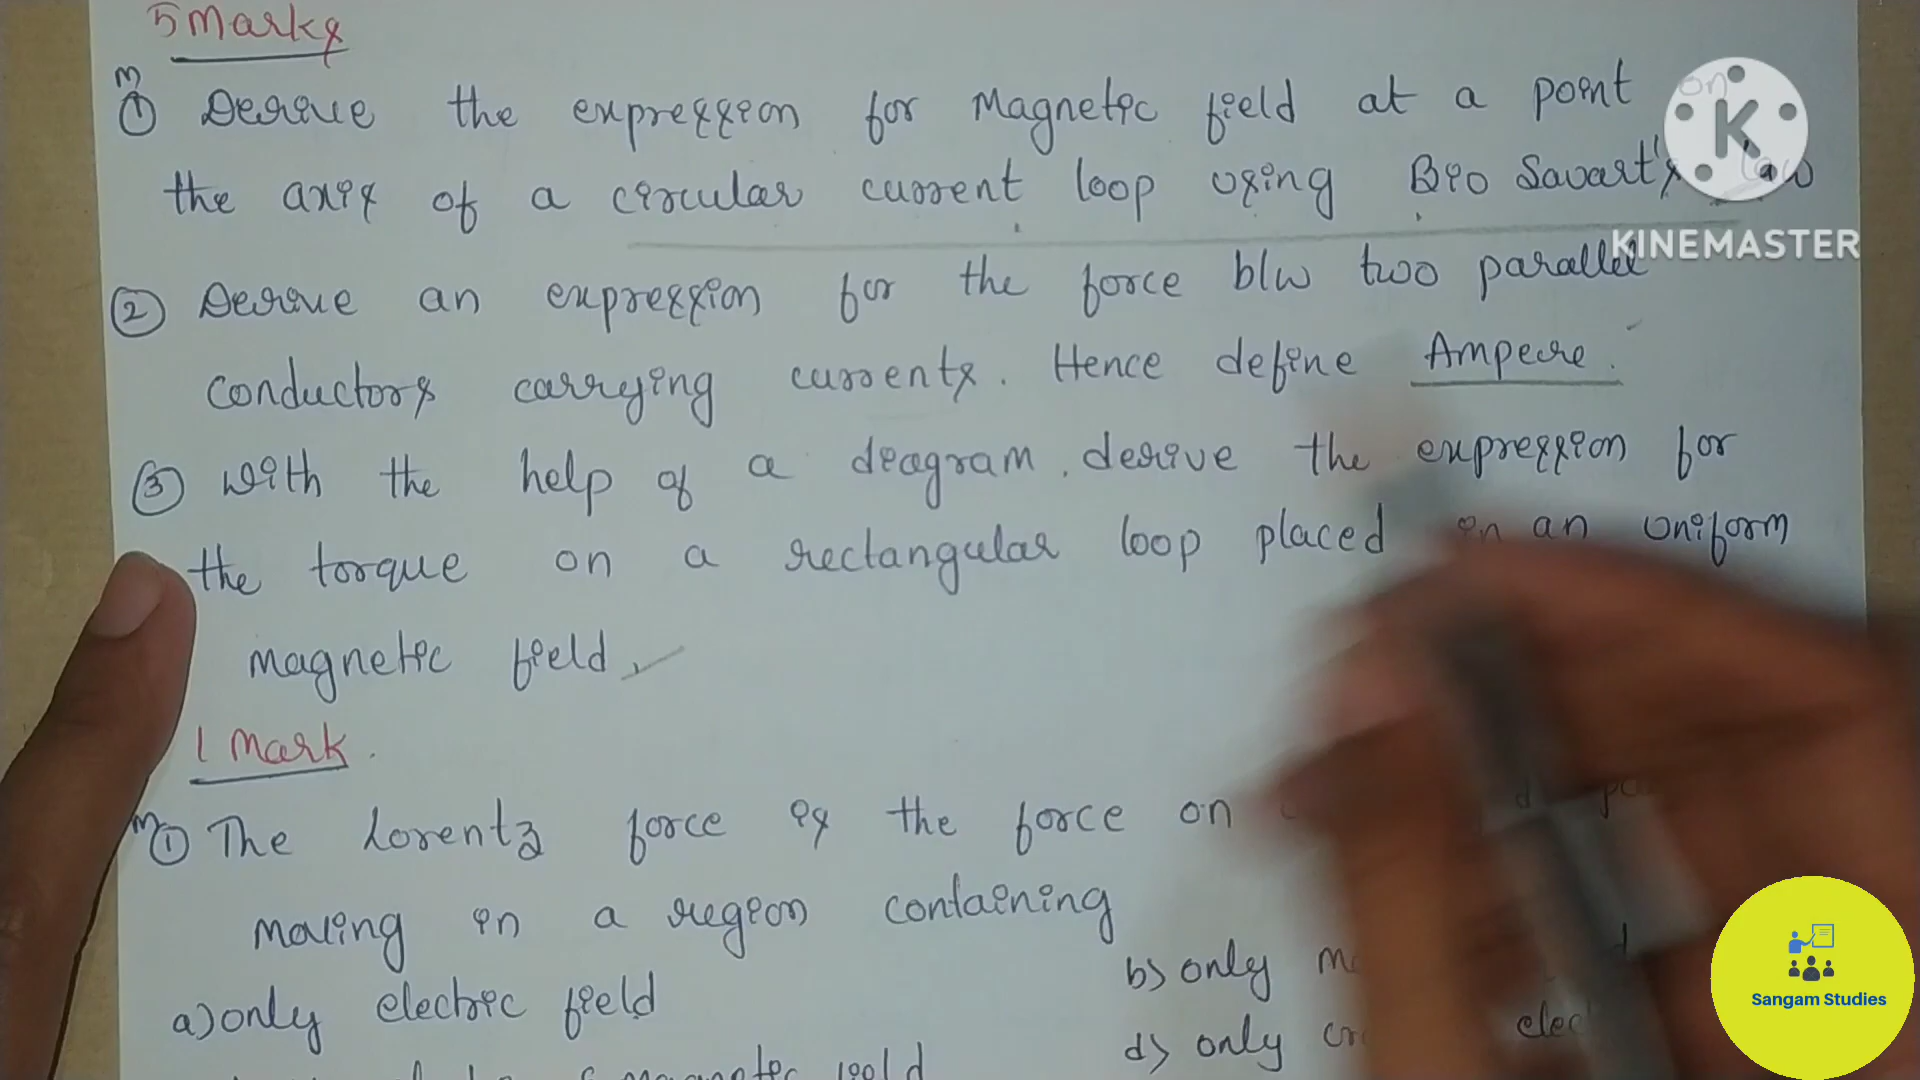 5 Marks
M
① Derive the expression for Magnetic field at a point on
the axis of a circular current loop using Bio Savart's law
KINEMASTER
② Derive an expression for the force b/w two parallel
conductors carrying currents. Hence define Ampere.
③ With the help of a diagram. derive the expression for
the torque on a rectangular loop placed in an uniform
magnetic field.
1 Mark.
M
① The Lorentz force is the force on
moving in a region containing
a) only electric field
b) only
d) only
Sangam Studies